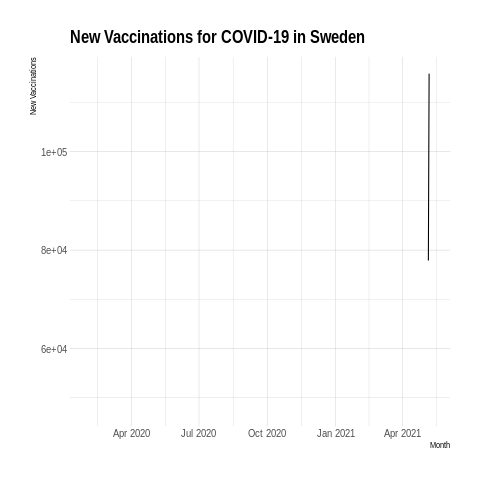 New Vaccinations for COVID-19 in Sweden
New Vaccinations
1e+05
8e+04
6e+04
Apr 2020 Jul 2020 Oct 2020 Jan 2021 Apr 2021
Month